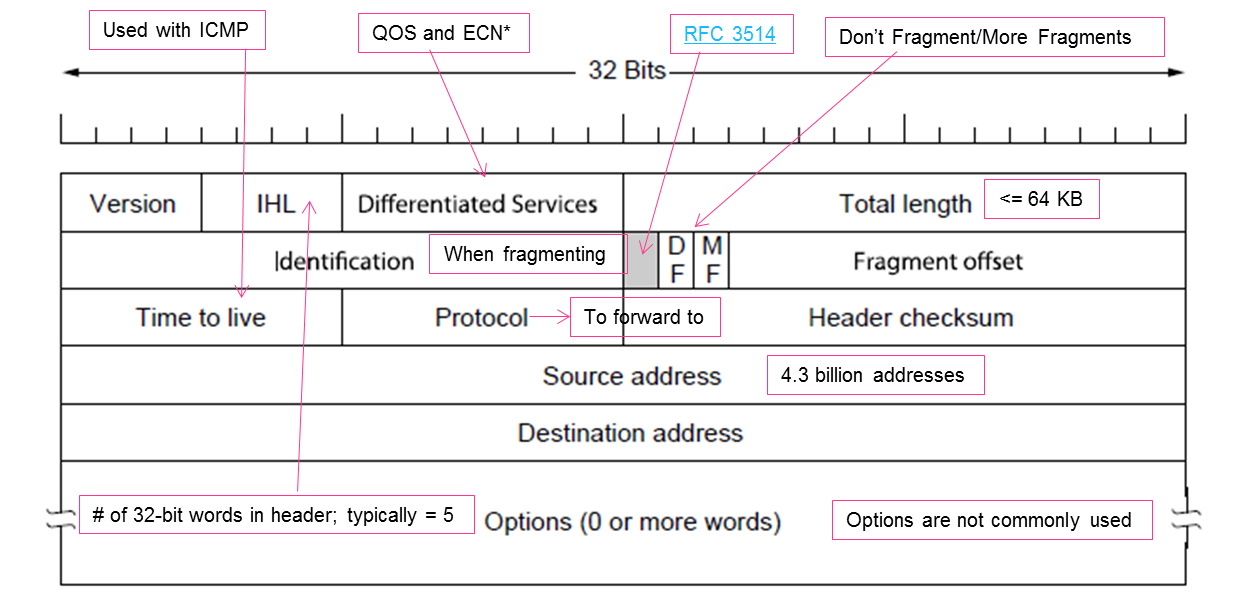 Used with ICMP
QOS and ECN*
RFC 3514
Don’t Fragment/More Fragments
32 Bits
Version
IHL
Differentiated Services
Total length
<= 64 KB
Identification
When fragmenting
D
F
M
F
Fragment offset
Time to live
Protocol
To forward to
Header checksum
Source address
4.3 billion addresses
Destination address
# of 32-bit words in header; typically = 5
Options (0 or more words)
Options are not commonly used